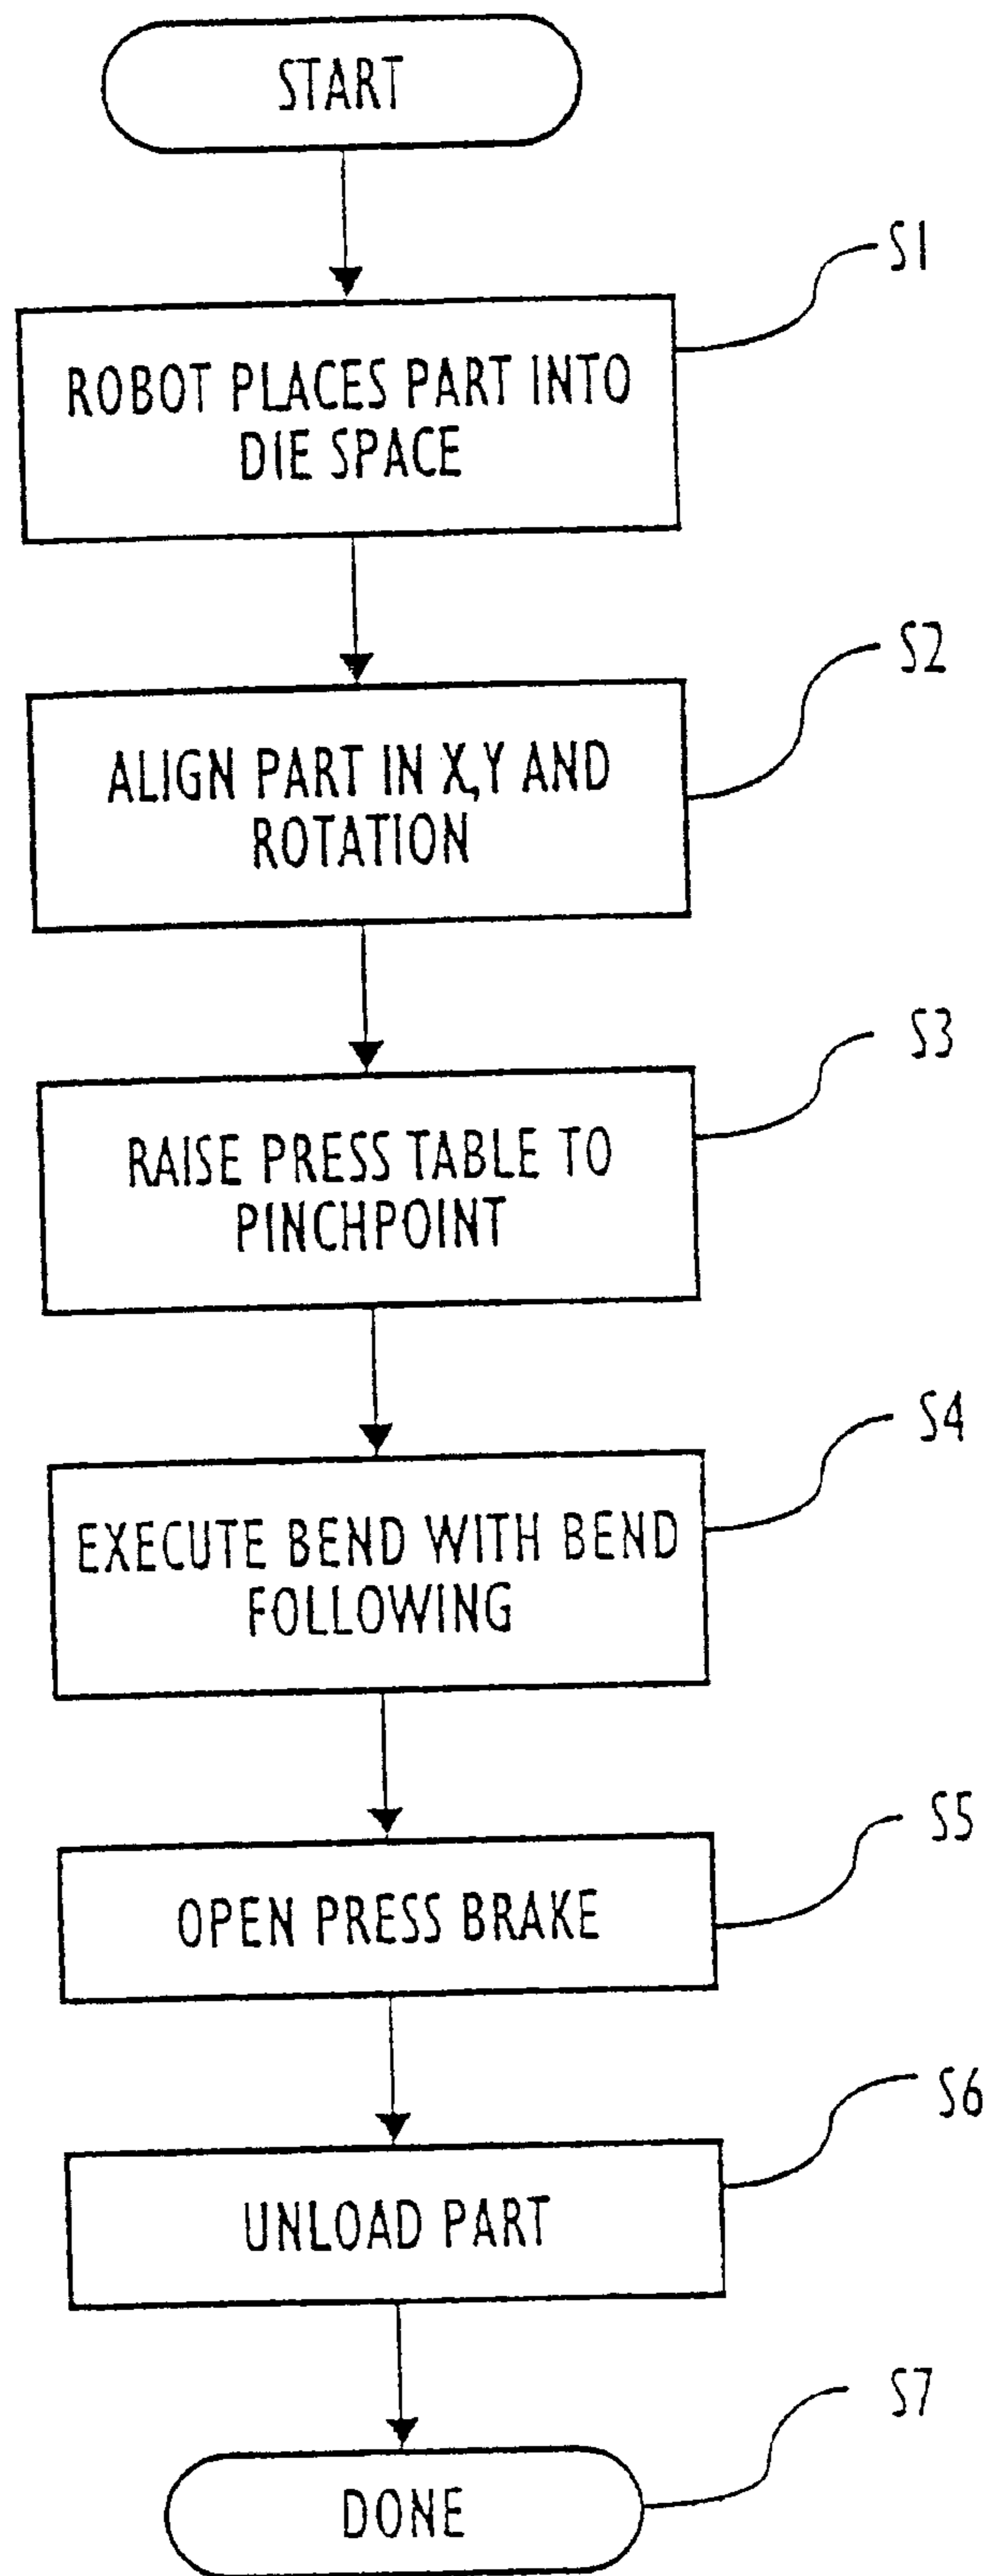 START
S1
ROBOT PLACES PART INTO
DIE SPACE
S2
ALIGN PART IN X,Y AND
ROTATION
S3
RAISE PRESS TABLE TO
PINCHPOINT
S4
EXECUTE BEND WITH BEND
FOLLOWING
S5
OPEN PRESS BRAKE
S6
UNLOAD PART
S7
DONE